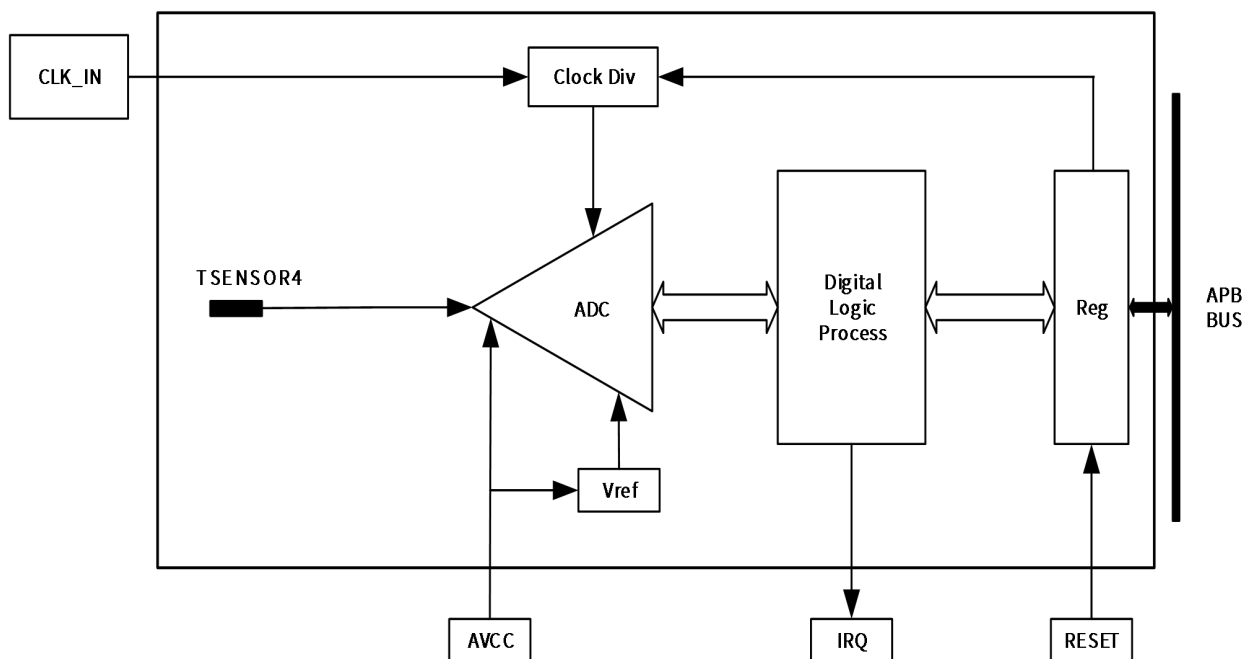 CLK_IN
Clock Div
TSENSOR4
ADC
Digital
Logic
Process
Reg
APB
BUS
Vref
AVCC
IRQ
RESET